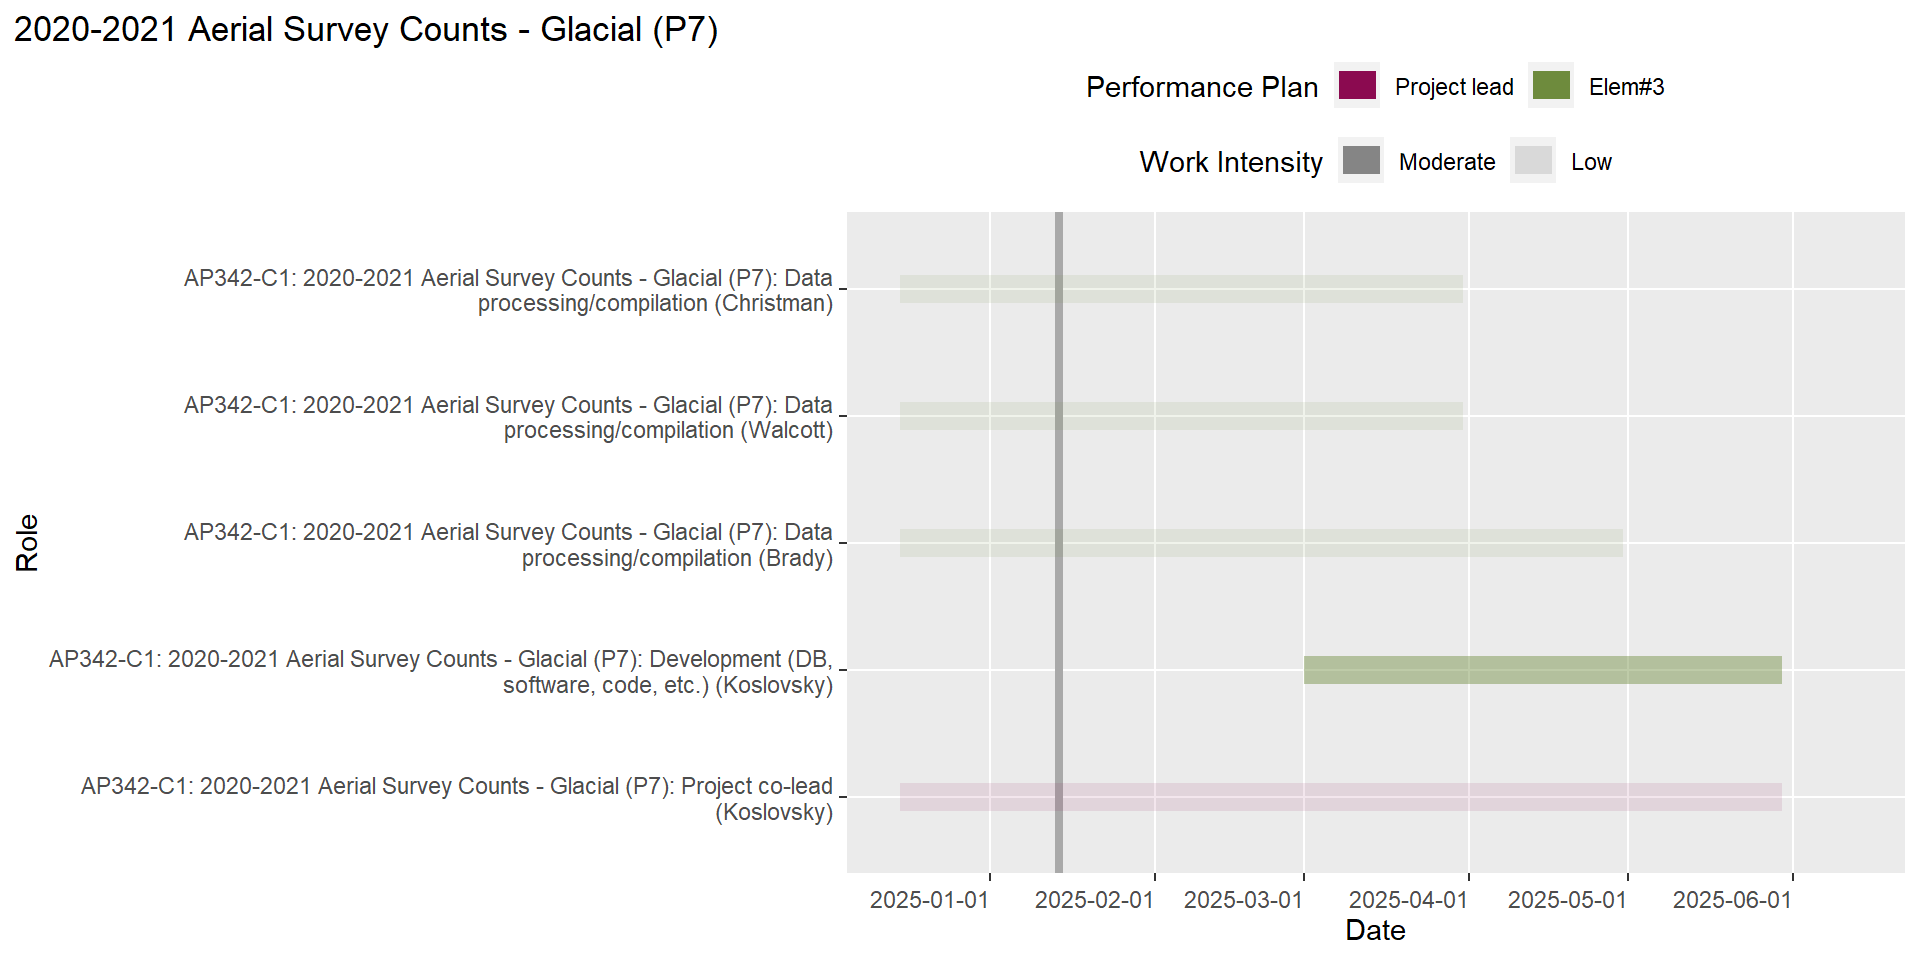 2020-2021 Aerial Survey Counts - Glacial (P7)
Performance Plan Project lead Elem#3
Work Intensity Moderate Low
AP342-C1: 2020-2021 Aerial Survey Counts - Glacial (P7): Data
processing/compilation (Christman)
AP342-C1: 2020-2021 Aerial Survey Counts - Glacial (P7): Data
processing/compilation (Walcott)
AP342-C1: 2020-2021 Aerial Survey Counts - Glacial (P7): Data
processing/compilation (Brady)
AP342-C1: 2020-2021 Aerial Survey Counts - Glacial (P7): Development (DB,
software, code, etc.) (Koslovsky)
AP342-C1: 2020-2021 Aerial Survey Counts - Glacial (P7): Project co-lead
(Koslovsky)
Role
2025-01-01 2025-02-01 2025-03-01 2025-04-01 2025-05-01 2025-06-01
Date